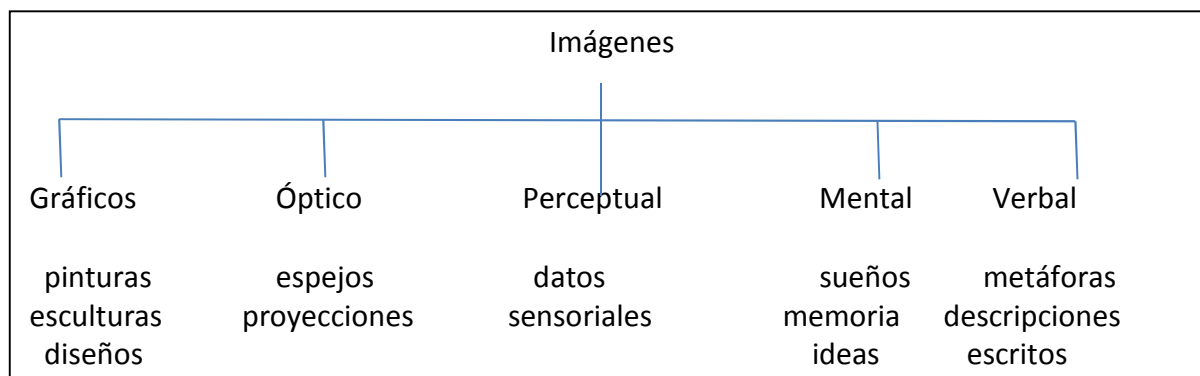 Imágenes
Gráficos Óptico Perceptual Mental Verbal
pinturas espejos datos sueños metáforas
esculturas proyecciones sensoriales memoria descripciones
diseños ideas escritos